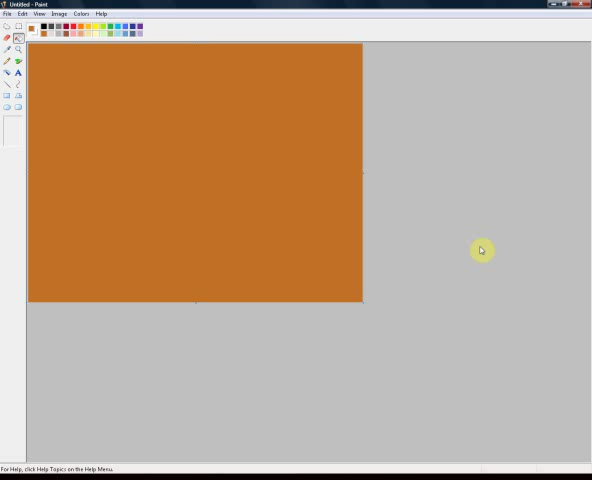 Untitled - Paint
File Edit View Image Colors Help
A
For Help, click Help Topics on the Help Menu.